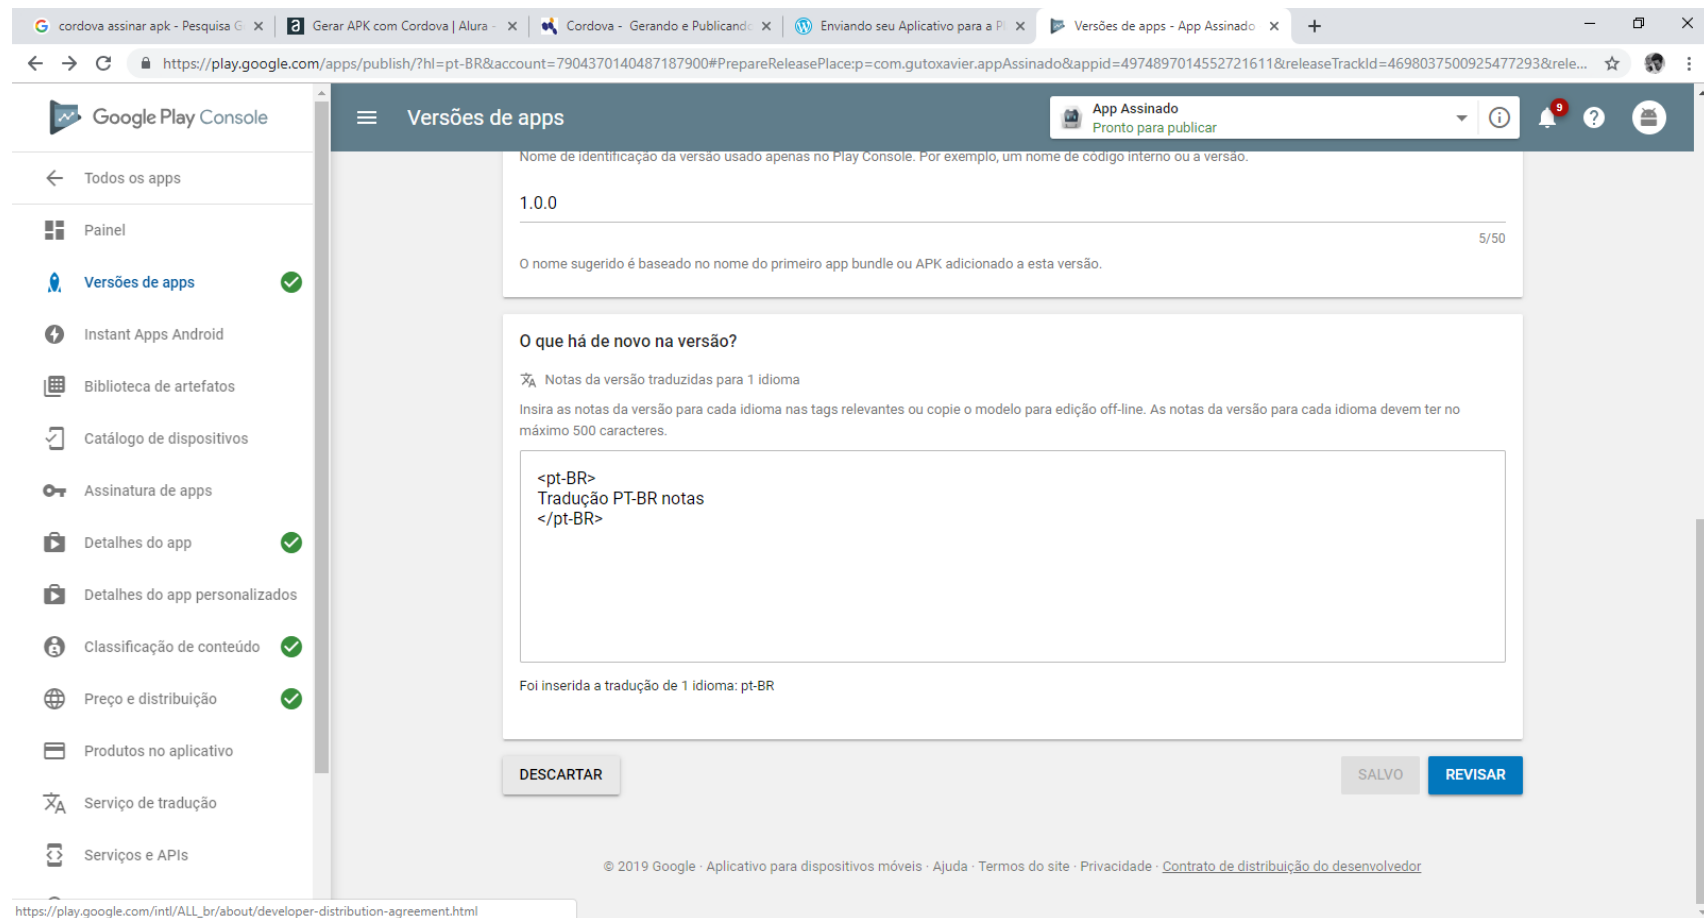 cordova assinar apk - Pesquisa G
Gerar APK com Cordova | Alura -
Cordova - Gerando e Publicando
Enviando seu Aplicativo para a Pl
Versões de apps - App Assinado
https://play.google.com/apps/publish/?hl=pt-BR&account=7904370140487187900#PrepareReleasePlace:p=com.gutoxavier.appAssinado&appid=4974897014552721611&releaseTrackId=4698037500925477293&rele...
Google Play Console
Versões de apps
App Assinado
Pronto para publicar
9
Todos os apps
Painel
Versões de apps
Instant Apps Android
Biblioteca de artefatos
Catálogo de dispositivos
Assinatura de apps
Detalhes do app
Detalhes do app personalizados
Classificação de conteúdo
Preço e distribuição
Produtos no aplicativo
Serviço de tradução
Serviços e APIs
Nome de identificação da versão usado apenas no Play Console. Por exemplo, um nome de código interno ou a versão.
1.0.0
5/50
O nome sugerido é baseado no nome do primeiro app bundle ou APK adicionado a esta versão.
O que há de novo na versão?
Notas da versão traduzidas para 1 idioma
Insira as notas da versão para cada idioma nas tags relevantes ou copie o modelo para edição off-line. As notas da versão para cada idioma devem ter no
máximo 500 caracteres.
<pt-BR>
Tradução PT-BR notas
</pt-BR>
Foi inserida a tradução de 1 idioma: pt-BR
DESCARTAR
SALVO
REVISAR
© 2019 Google · Aplicativo para dispositivos móveis · Ajuda · Termos do site · Privacidade · Contrato de distribuição do desenvolvedor
https://play.google.com/intl/ALL_br/about/developer-distribution-agreement.html